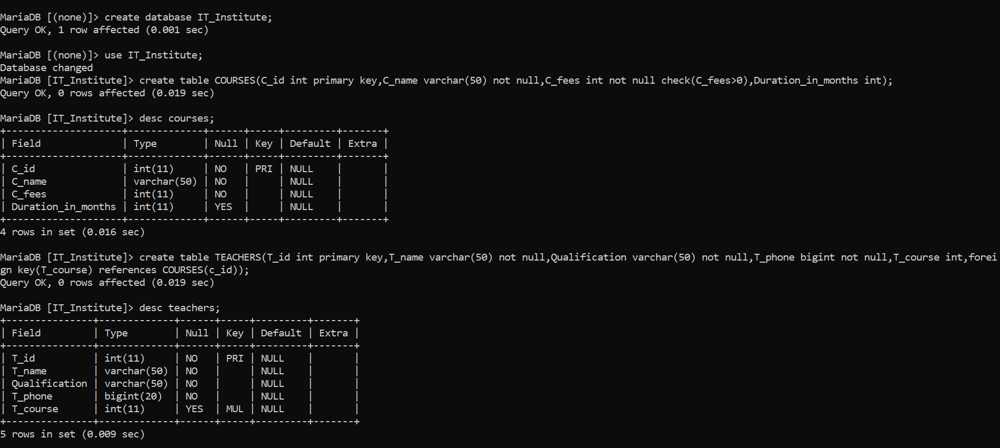 MariaDB [(none)]> create database IT_Institute;
Query OK, 1 row affected (0.001 sec)
MariaDB [(none)]> use IT_Institute;
Database changed
MariaDB [IT_Institute]> create table COURSES(C_id int primary key,C_name varchar(50) not null,C_fees int not null check(C_fees>0),Duration_in_months int);
Query OK, 0 rows affected (0.019 sec)
MariaDB [IT_Institute]> desc courses;
+--------------------+-------------+------+-----+---------+-------+
| Field              | Type        | Null | Key | Default | Extra |
+--------------------+-------------+------+-----+---------+-------+
| C_id               | int(11)     | NO   | PRI | NULL    |       |
| C_name             | varchar(50) | NO   |     | NULL    |       |
| C_fees             | int(11)     | NO   |     | NULL    |       |
| Duration_in_months | int(11)     | YES  |     | NULL    |       |
+--------------------+-------------+------+-----+---------+-------+
4 rows in set (0.016 sec)
MariaDB [IT_Institute]> create table TEACHERS(T_id int primary key,T_name varchar(50) not null,Qualification varchar(50) not null,T_phone bigint not null,T_course int,forei
gn key(T_course) references COURSES(c_id));
Query OK, 0 rows affected (0.019 sec)
MariaDB [IT_Institute]> desc teachers;
+---------------+-------------+------+-----+---------+-------+
| Field         | Type        | Null | Key | Default | Extra |
+---------------+-------------+------+-----+---------+-------+
| T_id          | int(11)     | NO   | PRI | NULL    |       |
| T_name        | varchar(50) | NO   |     | NULL    |       |
| Qualification | varchar(50) | NO   |     | NULL    |       |
| T_phone       | bigint(20)  | NO   |     | NULL    |       |
| T_course      | int(11)     | YES  | MUL | NULL    |       |
+---------------+-------------+------+-----+---------+-------+
5 rows in set (0.009 sec)